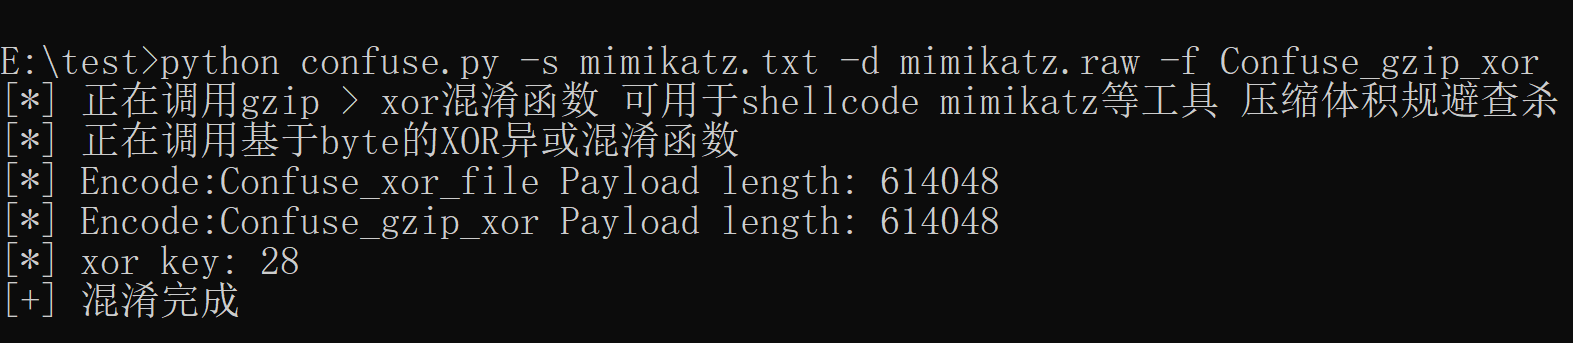 E:\test>python confuse.py -s mimikatz.txt -d mimikatz.raw -f Confuse_gzip_xor
[*] 正在调用gzip > xor混淆函数 可用于shellcode mimikatz等工具 压缩体积规避查杀
[*] 正在调用基于byte的XOR异或混淆函数
[*] Encode:Confuse_xor_file Payload length: 614048
[*] Encode:Confuse_gzip_xor Payload length: 614048
[*] xor key: 28
[+] 混淆完成